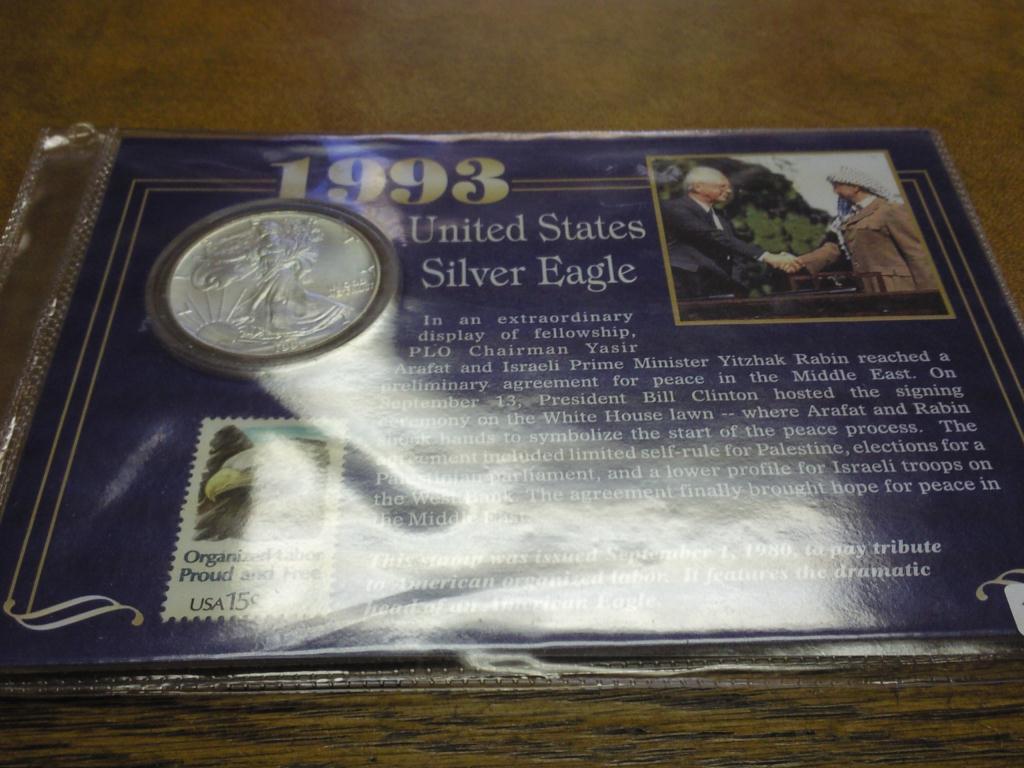 1993
United States
Silver Eagle
In an extraordinary
display of fellowship,
PLO Chairman Yasir
Arafat and Israeli Prime Minister Yitzhak Rabin reached a
preliminary agreement for peace in the Middle East. On
September 13, President Bill Clinton hosted the signing
ceremony on the White House lawn -- where Arafat and Rabin
shook hands to symbolize the start of the peace process. The
agreement included limited self-rule for Palestine, elections for a
Palestinian parliament, and a lower profile for Israeli troops on
the West Bank. The agreement finally brought hope for peace in
the Middle East.
This stamp was issued September 1, 1980, to pay tribute
to American organized labor. It features the dramatic
head of an American Eagle.
Organized Labor
Proud and Free
USA 15c